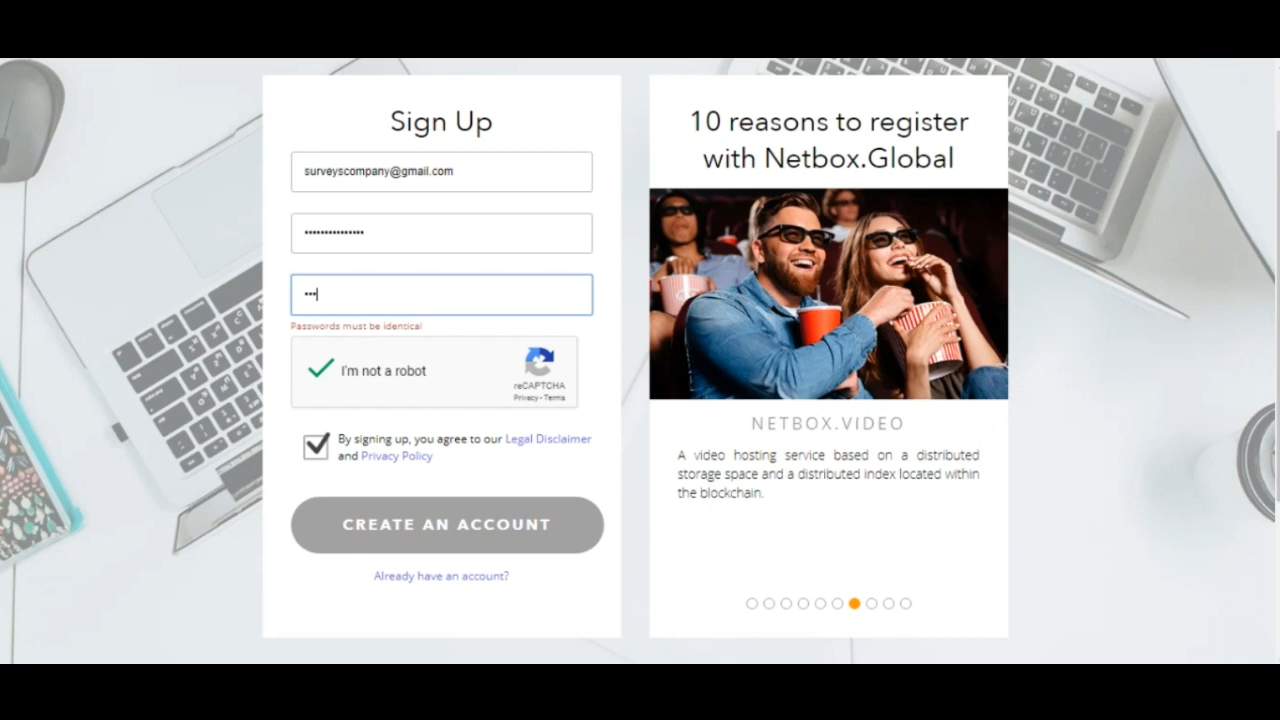 Sign Up
surveyscompany@gmail.com
•••••••••••••••
•••
Passwords must be identical
I'm not a robot
reCAPTCHA
Privacy - Terms
By signing up, you agree to our Legal Disclaimer
and Privacy Policy
CREATE AN ACCOUNT
Already have an account?
10 reasons to register
with Netbox.Global
NETBOX.VIDEO
A video hosting service based on a distributed
storage space and a distributed index located within
the blockchain.